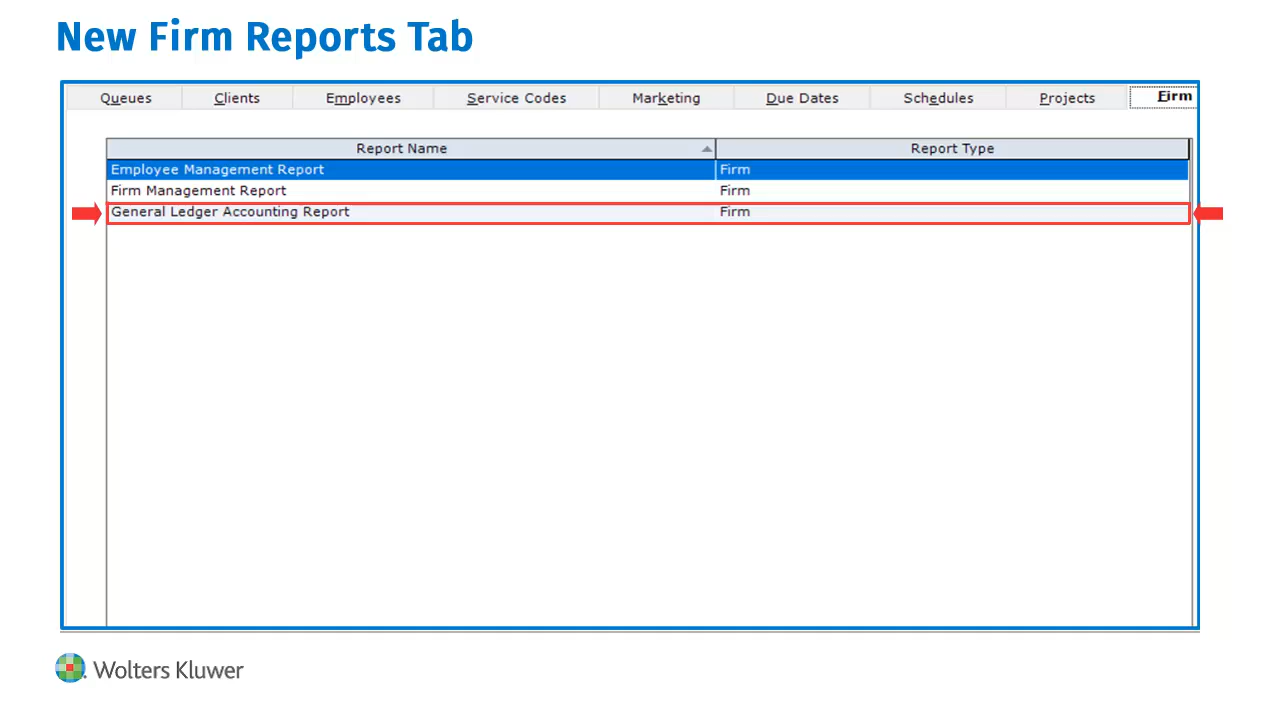 New Firm Reports Tab
Queues Clients Employees Service Codes Marketing Due Dates Schedules Projects Firm
Report Name Report Type
Employee Management Report Firm
Firm Management Report Firm
General Ledger Accounting Report Firm
Wolters Kluwer